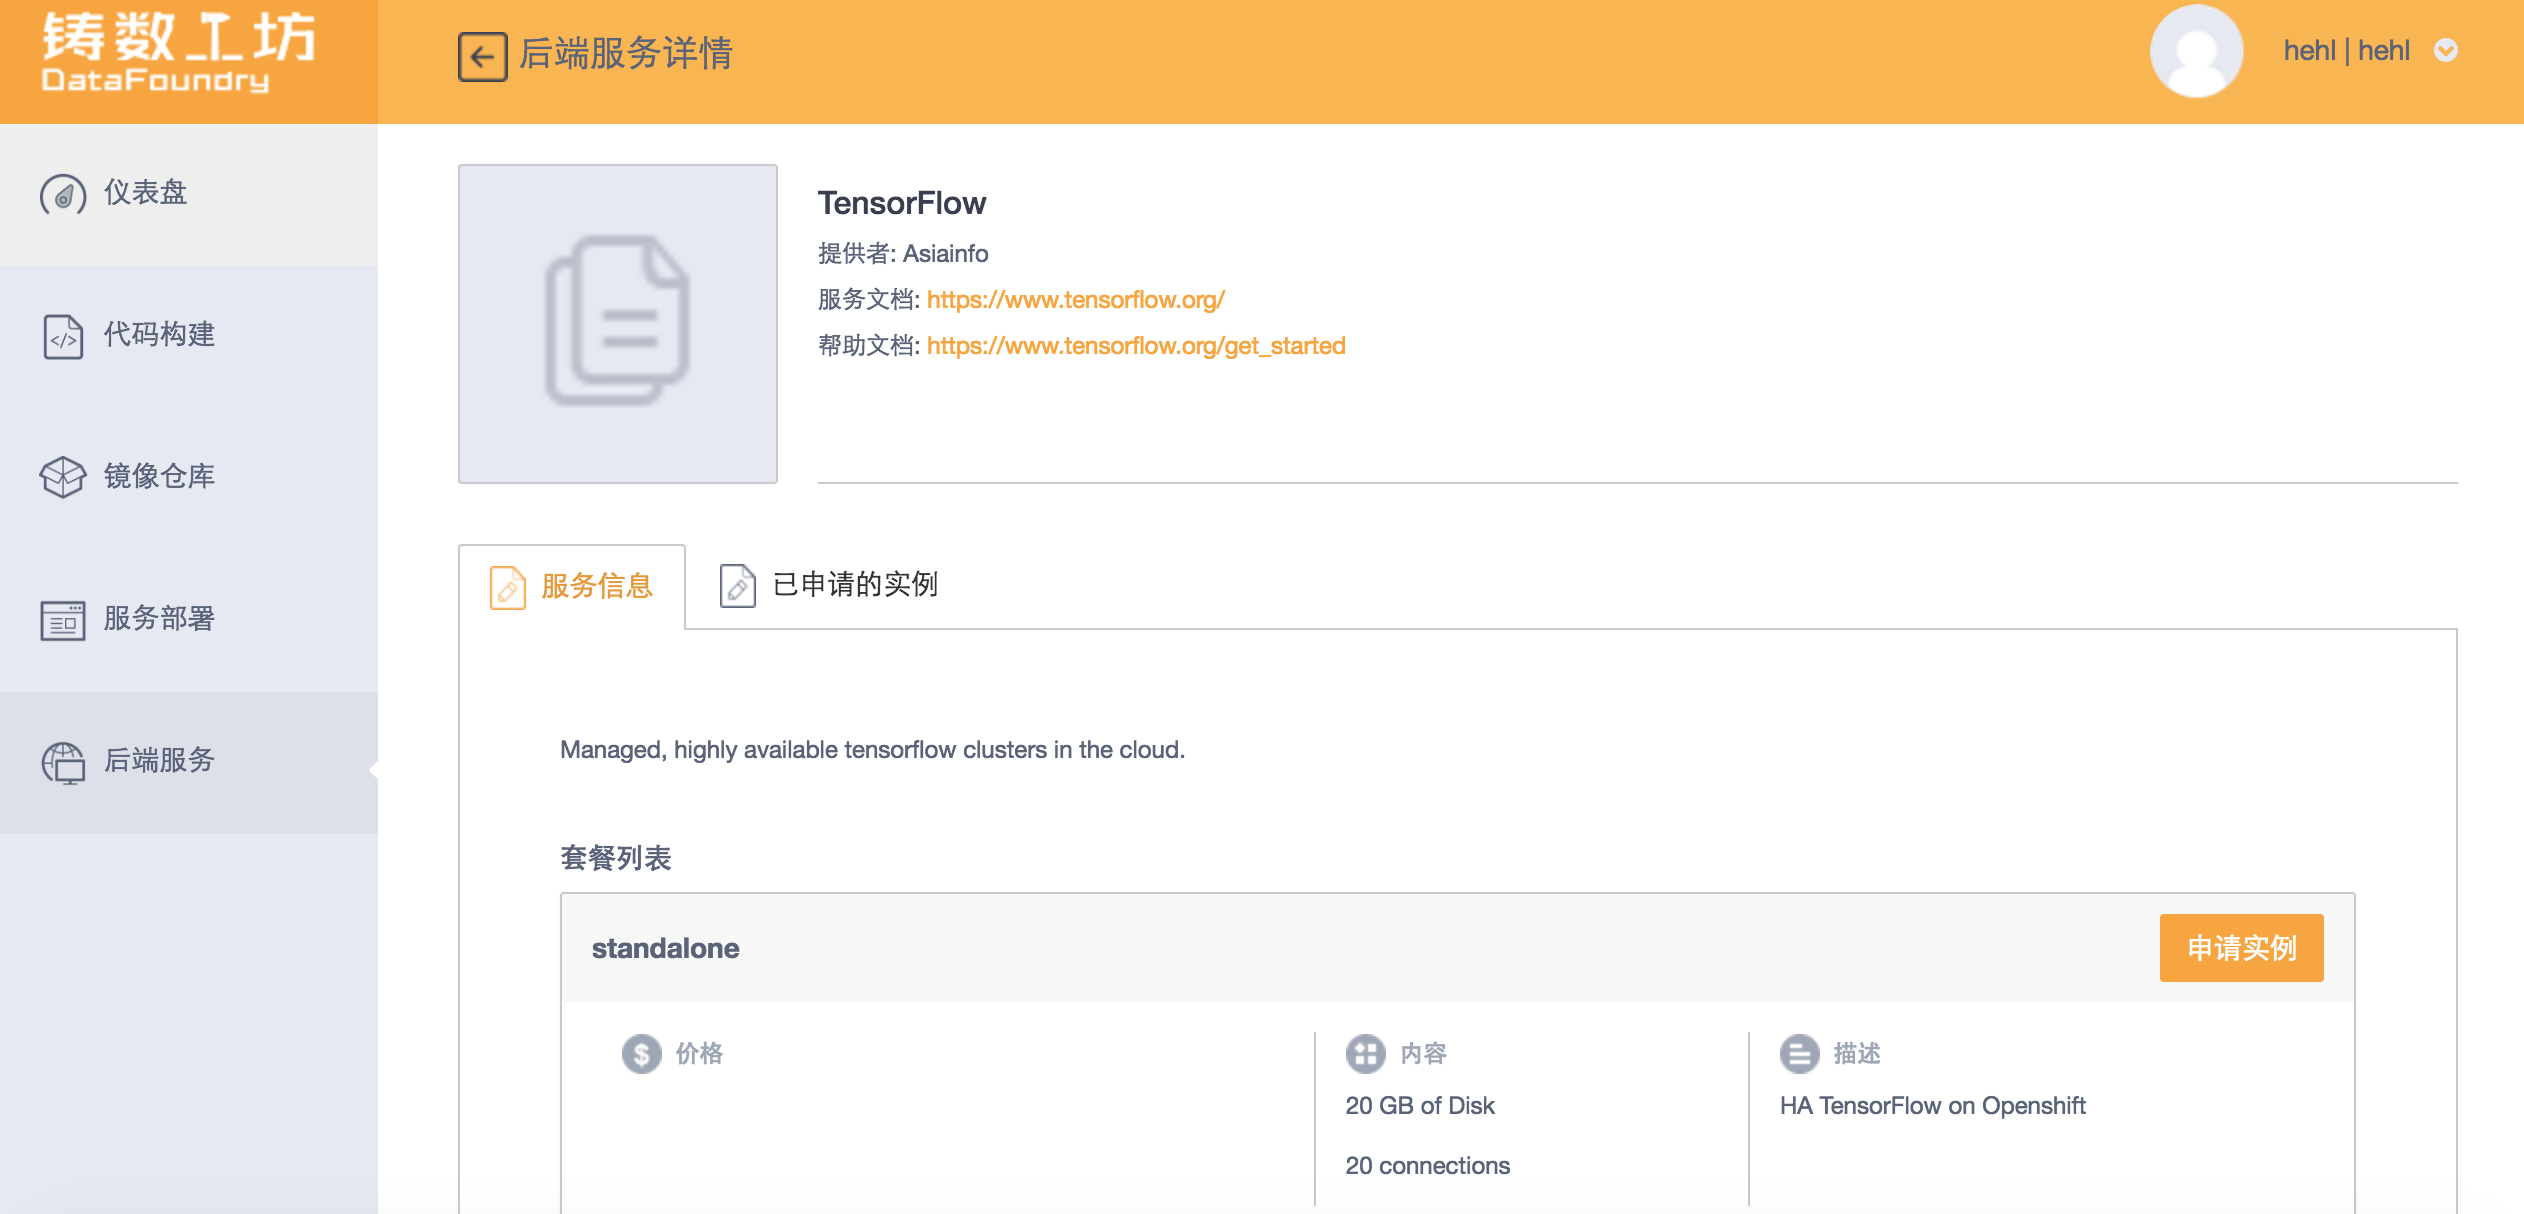 铸数工坊
DataFoundry
后端服务详情
hehl | hehl
仪表盘
代码构建
镜像仓库
服务部署
后端服务
TensorFlow
提供者: Asiainfo
服务文档: https://www.tensorflow.org/
帮助文档: https://www.tensorflow.org/get_started
服务信息
已申请的实例
Managed, highly available tensorflow clusters in the cloud.
套餐列表
standalone
申请实例
价格
内容
20 GB of Disk
20 connections
描述
HA TensorFlow on Openshift